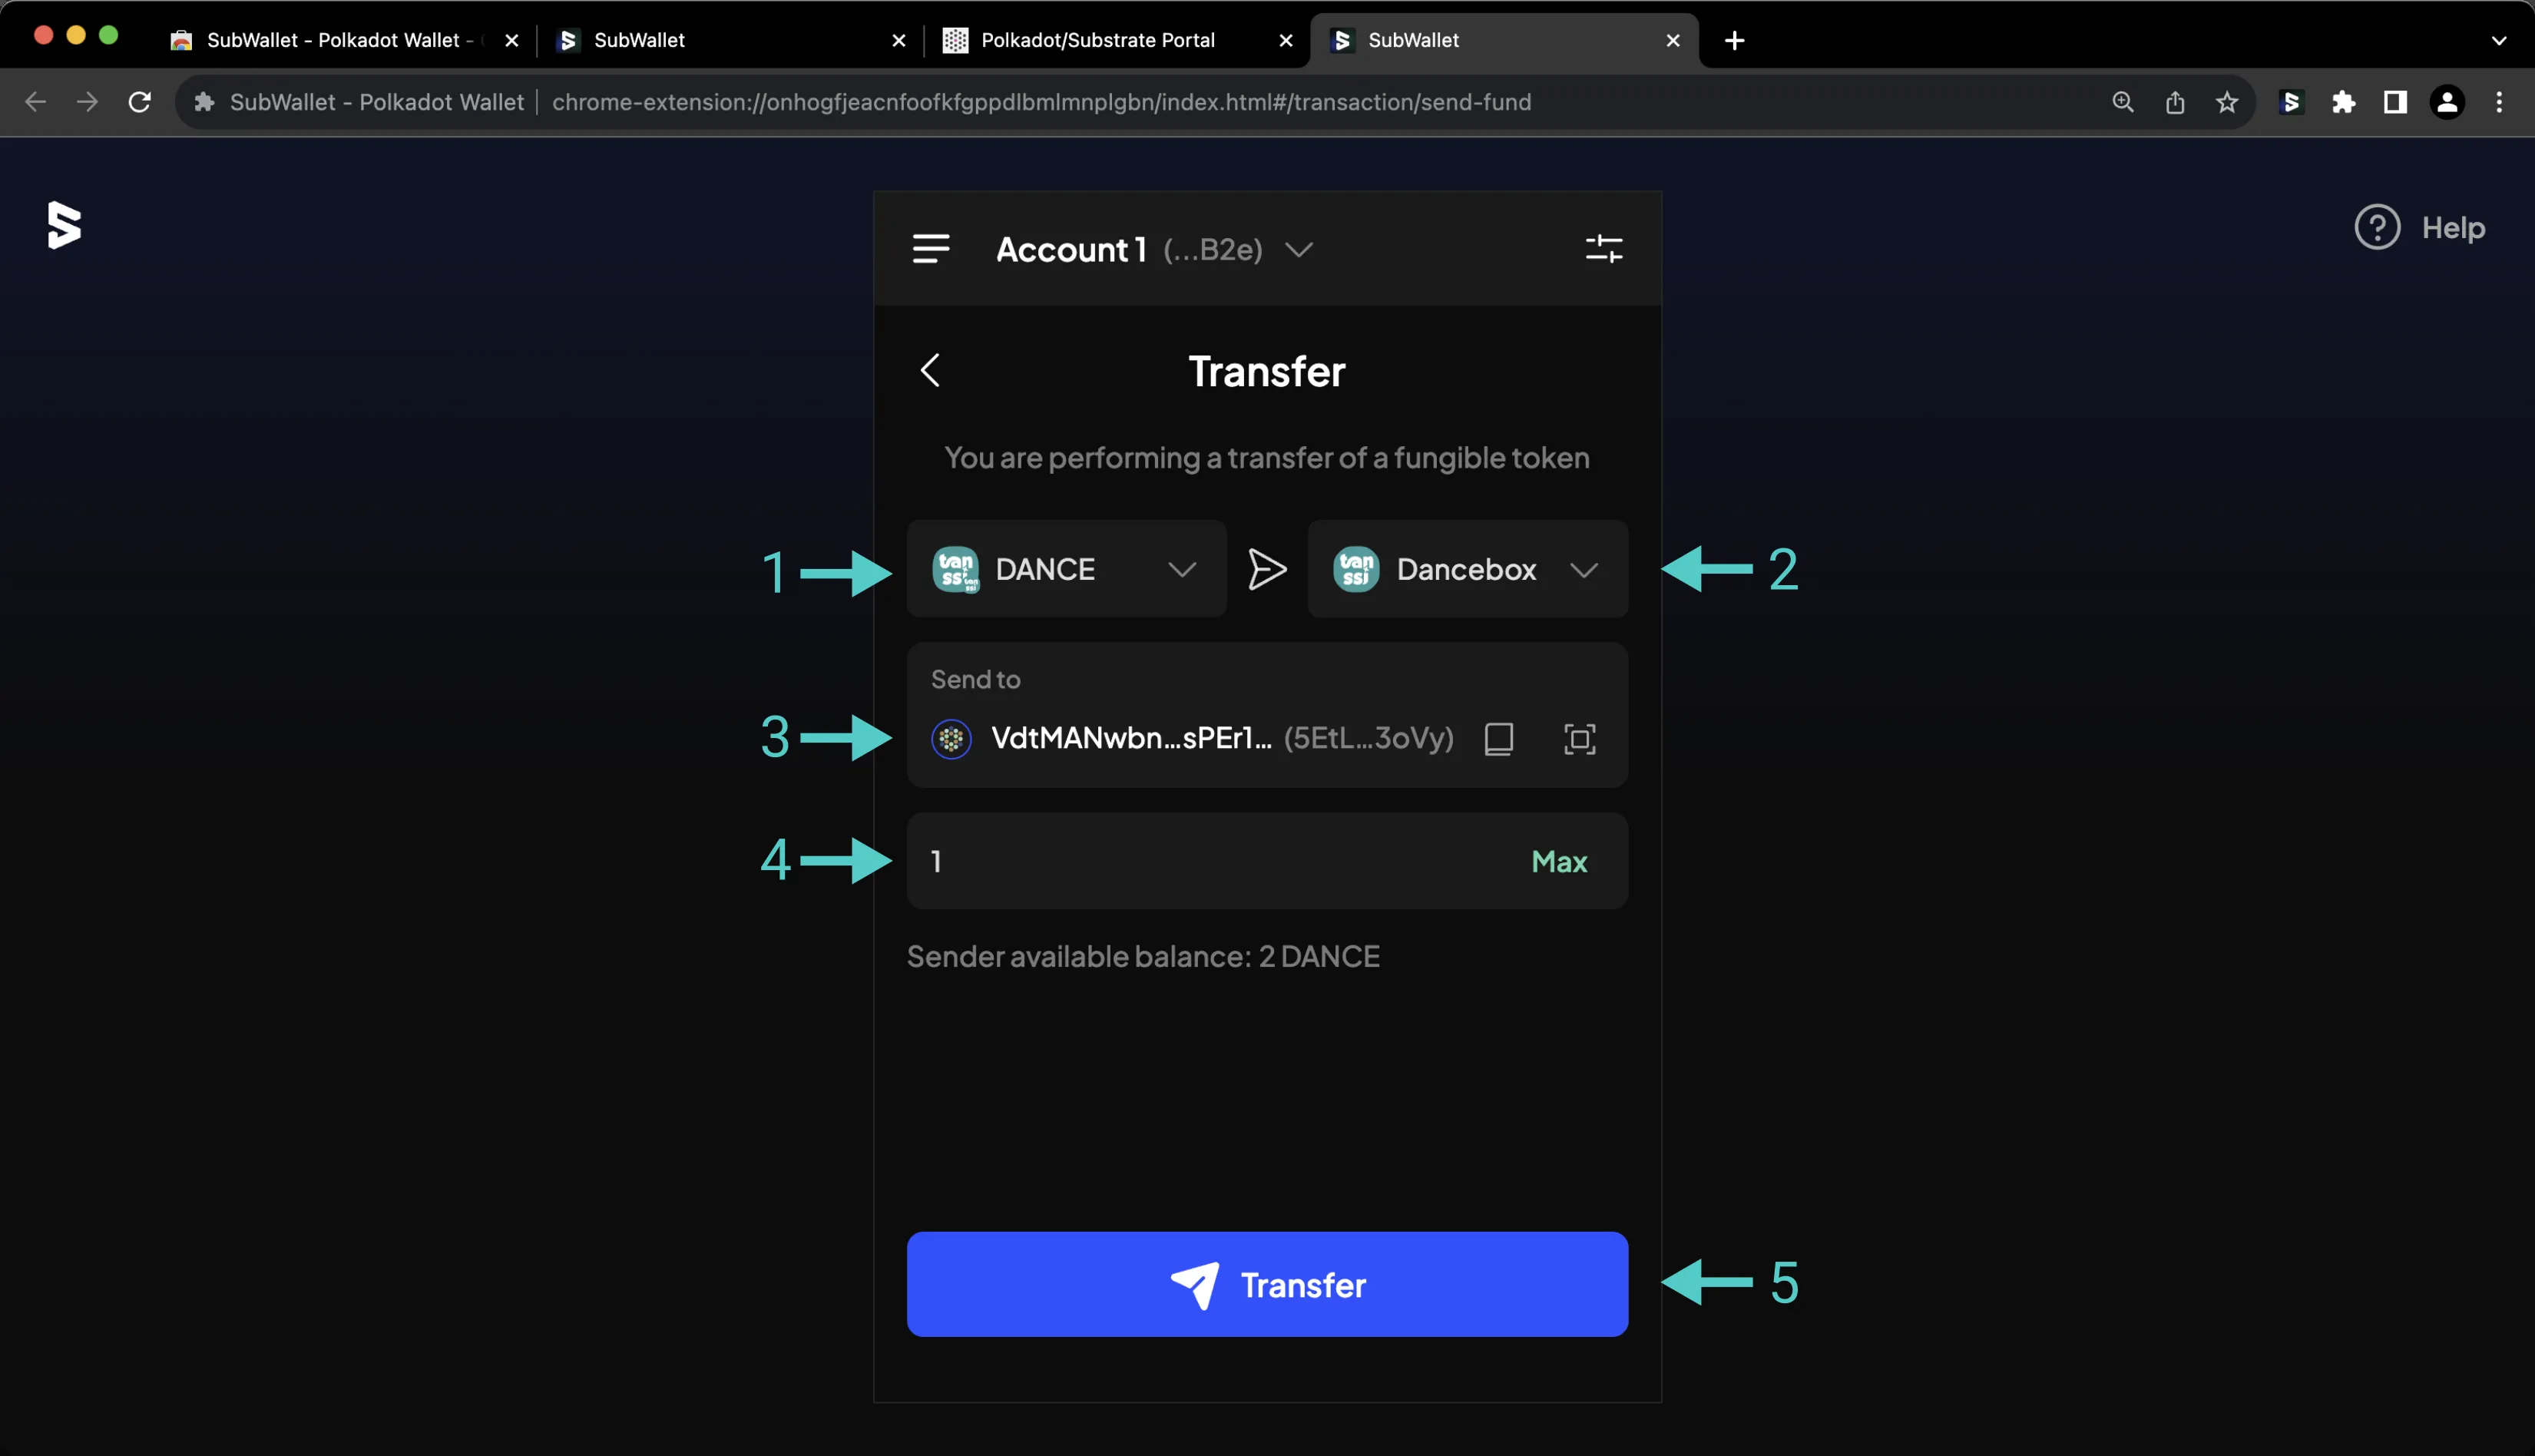 SubWallet - Polkadot Wallet -
SubWallet
Polkadot/Substrate Portal
SubWallet
SubWallet - Polkadot Wallet
chrome-extension://onhogfjeacnfoofkfgppdlbmlmnplgbn/index.html#/transaction/send-fund
Help
Account 1 (...B2e)
Transfer
You are performing a transfer of a fungible token
1
tanssi DANCE
tanssi Dancebox
2
Send to
3
VdtMANwbn...sPEr1... (5EtL...3oVy)
4
1
Max
Sender available balance: 2 DANCE
Transfer
5